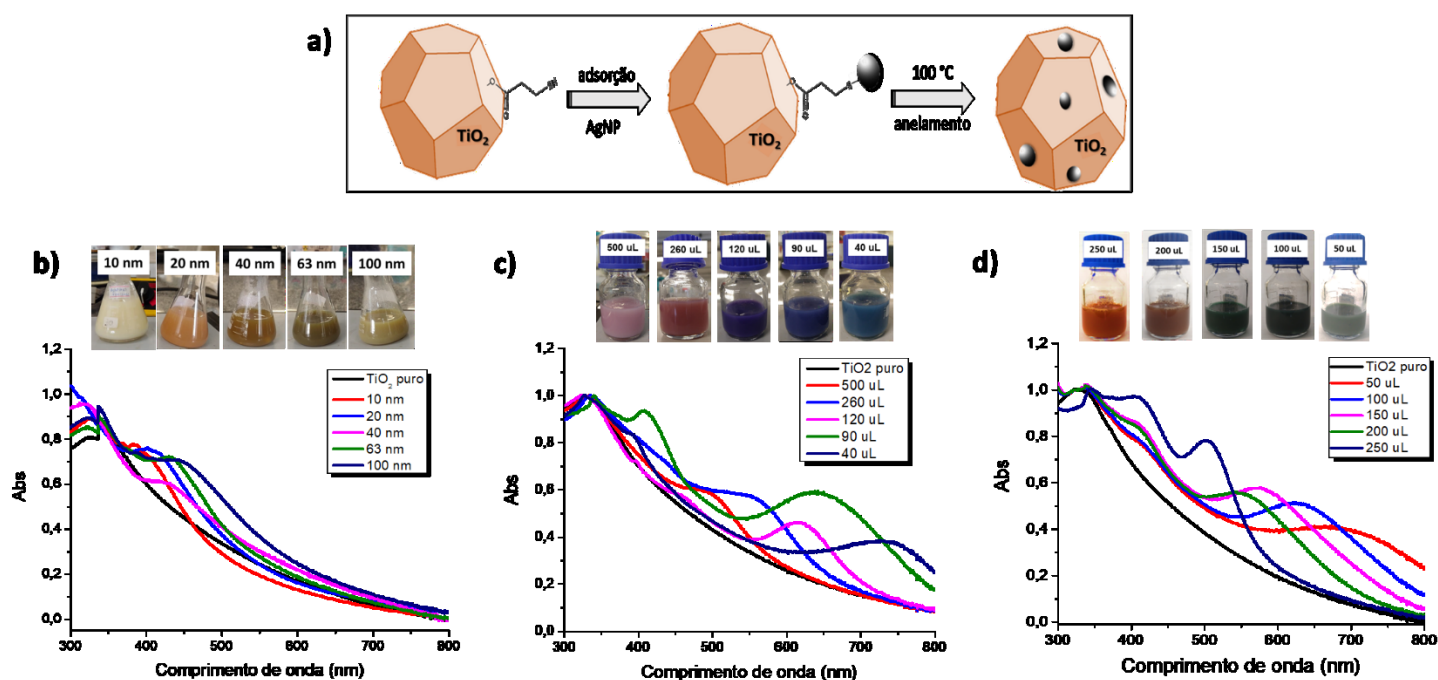 a)
adsorção
AgNP
100 °C
anelamento
TiO2
TiO2
TiO2
b)
10 nm
20 nm
40 nm
63 nm
100 nm
1,2
1,0
0,8
0,6
0,4
0,2
0,0
Abs
TiO2 puro
10 nm
20 nm
40 nm
63 nm
100 nm
300 400 500 600 700 800
Comprimento de onda (nm)
c)
500 uL
260 uL
120 uL
90 uL
40 uL
1,2
1,0
0,8
0,6
0,4
0,2
0,0
Abs
TiO2 puro
500 uL
260 uL
120 uL
90 uL
40 uL
300 400 500 600 700 800
Comprimento de onda (nm)
d)
250 uL
200 uL
150 uL
100 uL
50 uL
1,2
1,0
0,8
0,6
0,4
0,2
0,0
Abs
TiO2 puro
50 uL
100 uL
150 uL
200 uL
250 uL
300 400 500 600 700 800
Comprimento de onda (nm)